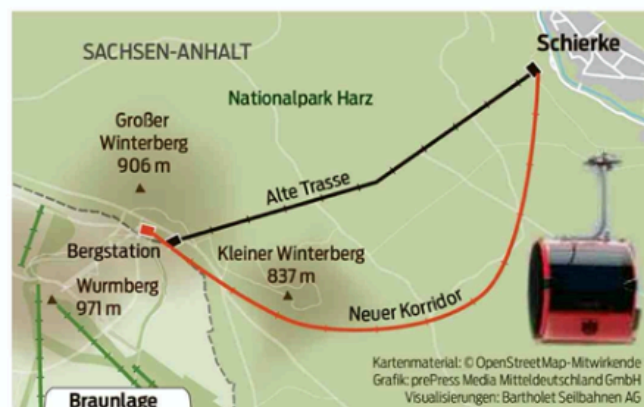 SACHSEN-ANHALT
Schierke
Nationalpark Harz
Großer
Winterberg
906 m
Alte Trasse
Bergstation
Kleiner Winterberg
837 m
Wurmberg
971 m
Neuer Korridor
Braunlage
Kartenmaterial: © OpenStreetMap-Mitwirkende
Grafik: prePress Media Mitteldeutschland GmbH
Visualisierungen: Bartholet Seilbahnen AG